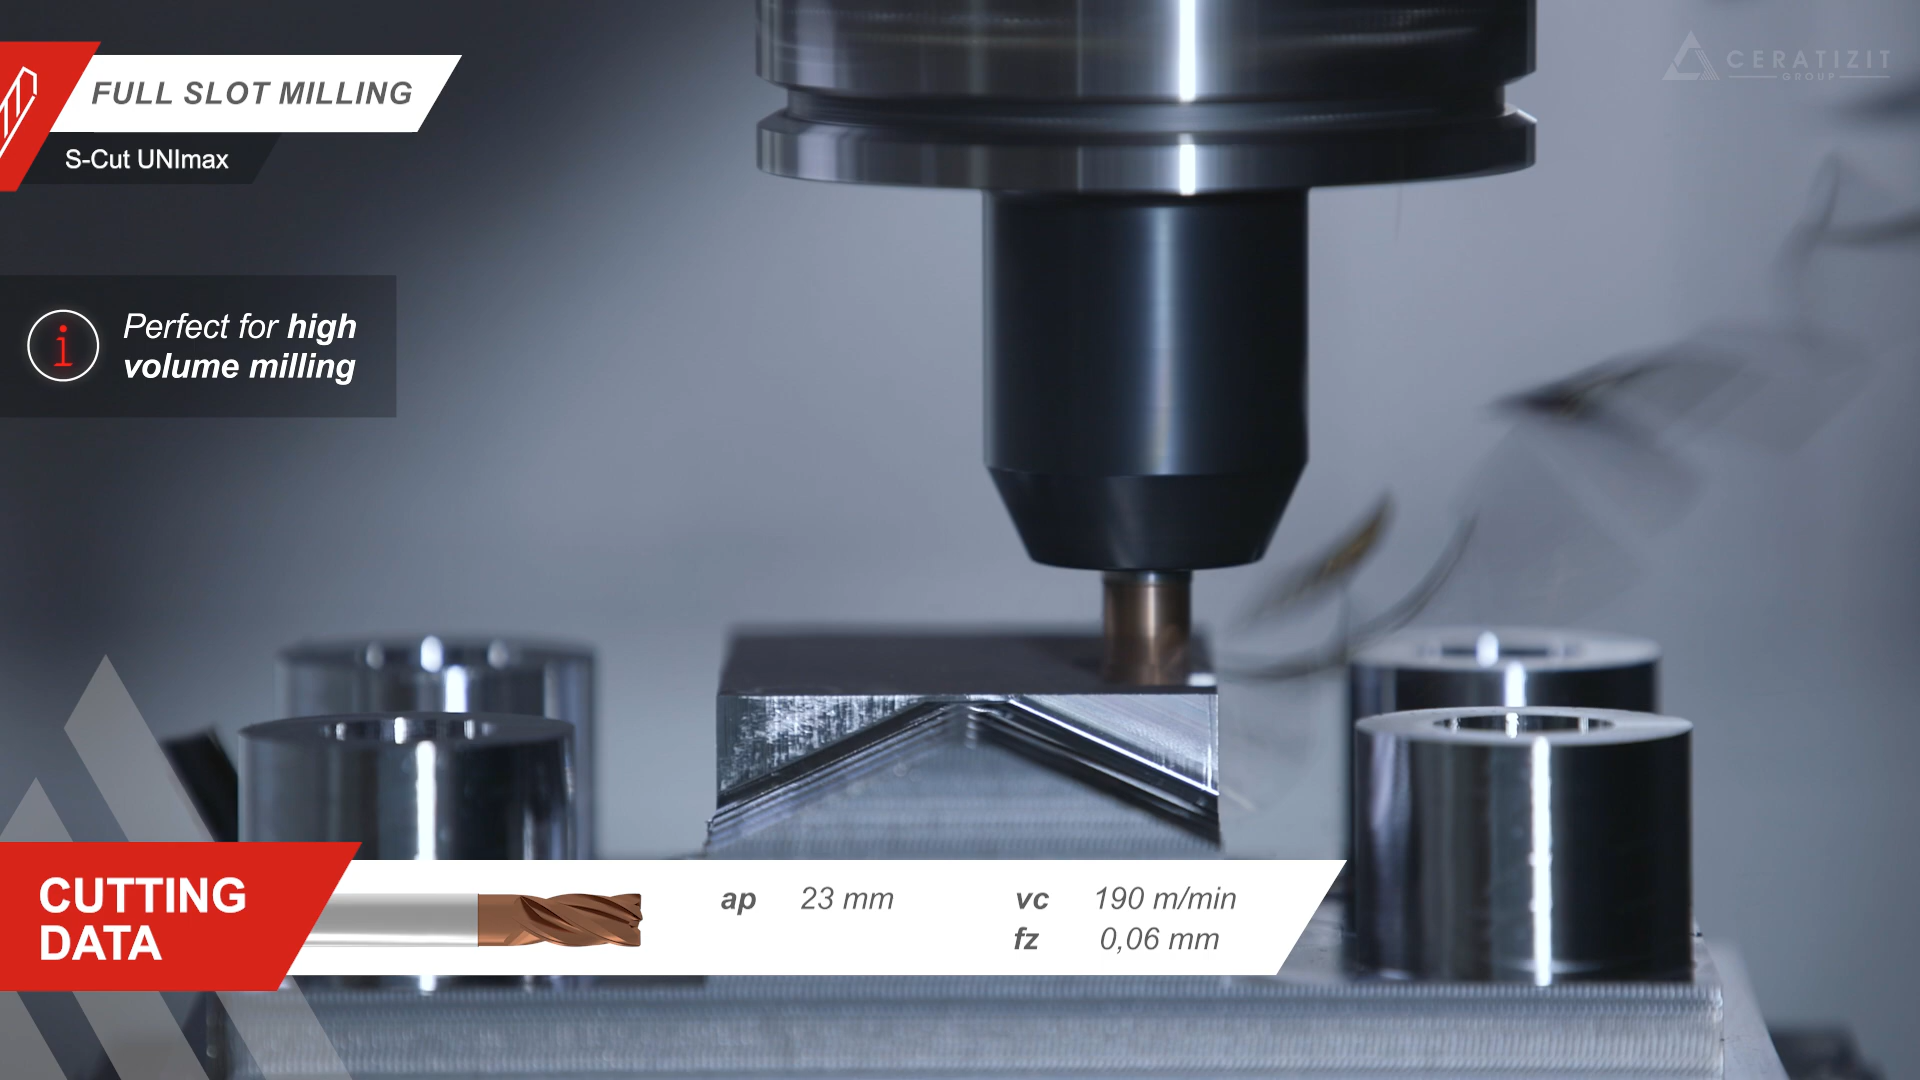 FULL SLOT MILLING
S-Cut UNImax
CERATIZIT
GROUP
i
Perfect for high
volume milling
CUTTING
DATA
ap 23 mm
vc 190 m/min
fz 0,06 mm